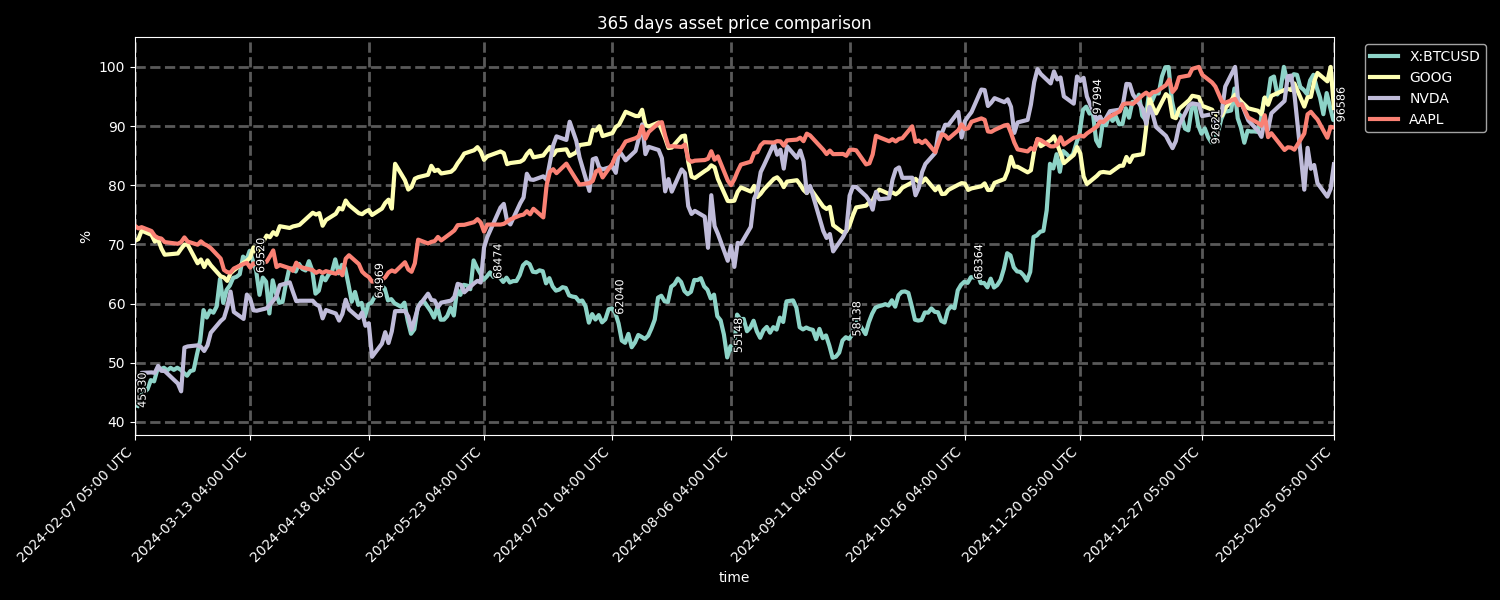 365 days asset price comparison
X:BTCUSD
GOOG
NVDA
AAPL
100
90
80
70
60
50
40
%
45330
69520
64969
68474
62040
55148
58138
68364
97994
92621
96586
2024-02-07 05:00 UTC
2024-03-13 04:00 UTC
2024-04-18 04:00 UTC
2024-05-23 04:00 UTC
2024-07-01 04:00 UTC
2024-08-06 04:00 UTC
2024-09-11 04:00 UTC
2024-10-16 04:00 UTC
2024-11-20 05:00 UTC
2024-12-27 05:00 UTC
2025-02-05 05:00 UTC
time